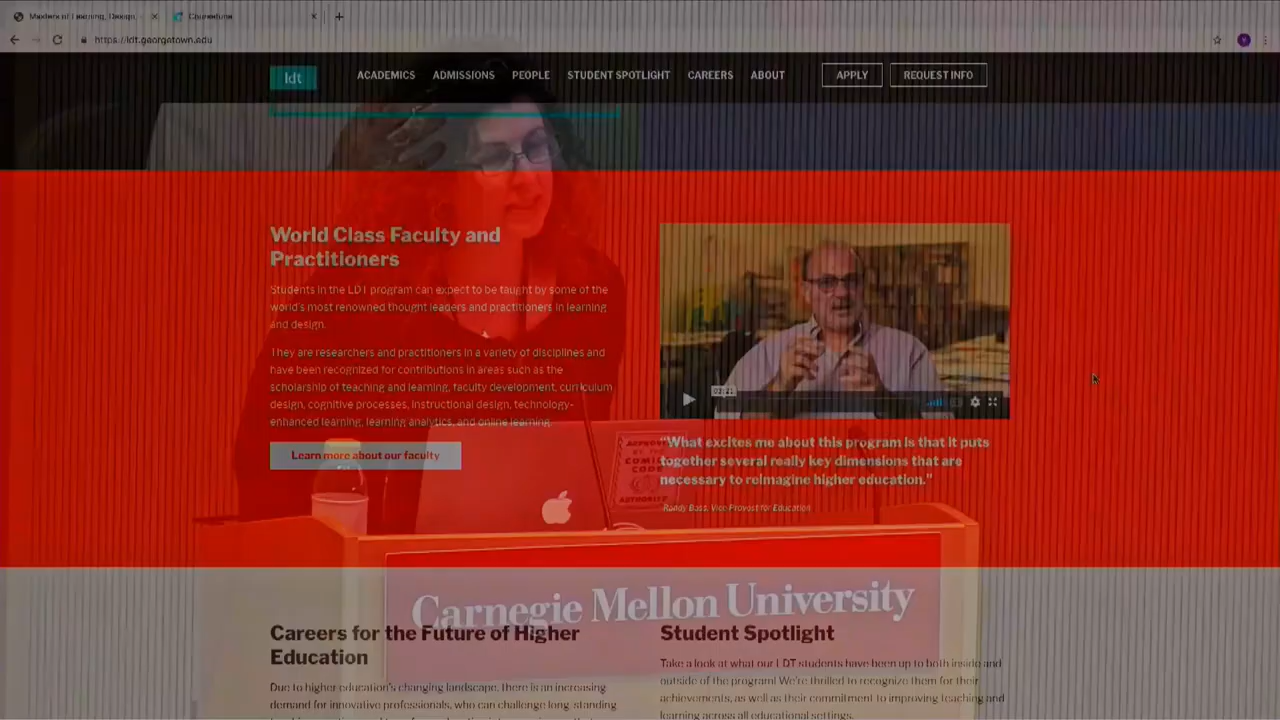 Masters of Learning, Design,
Coursetune
https://ldt.georgetown.edu
ldt
ACADEMICS
ADMISSIONS
PEOPLE
STUDENT SPOTLIGHT
CAREERS
ABOUT
APPLY
REQUEST INFO
World Class Faculty and
Practitioners
Students in the LDT program can expect to be taught by some of the
world's most renowned thought leaders and practitioners in learning
and design.
They are researchers and practitioners in a variety of disciplines and
have been recognized for contributions in areas such as the
scholarship of teaching and learning, faculty development, curriculum
design, cognitive processes, instructional design, technology-
enhanced learning, learning analytics, and online learning.
Learn more about our faculty
03:21
"What excites me about this program is that it puts
together several really key dimensions that are
necessary to reimagine higher education."
Randy Bass, Vice Provost for Education
APPROVED
BY THE
COMICS
CODE
AUTHORITY
Carnegie Mellon University
Careers for the Future of Higher
Education
Due to higher education's changing landscape, there is an increasing
demand for innovative professionals, who can challenge long-standing
Student Spotlight
Take a look at what our LDT students have been up to both inside and
outside of the program! We're thrilled to recognize them for their
achievements, as well as their commitment to improving teaching and
learning across all educational settings.